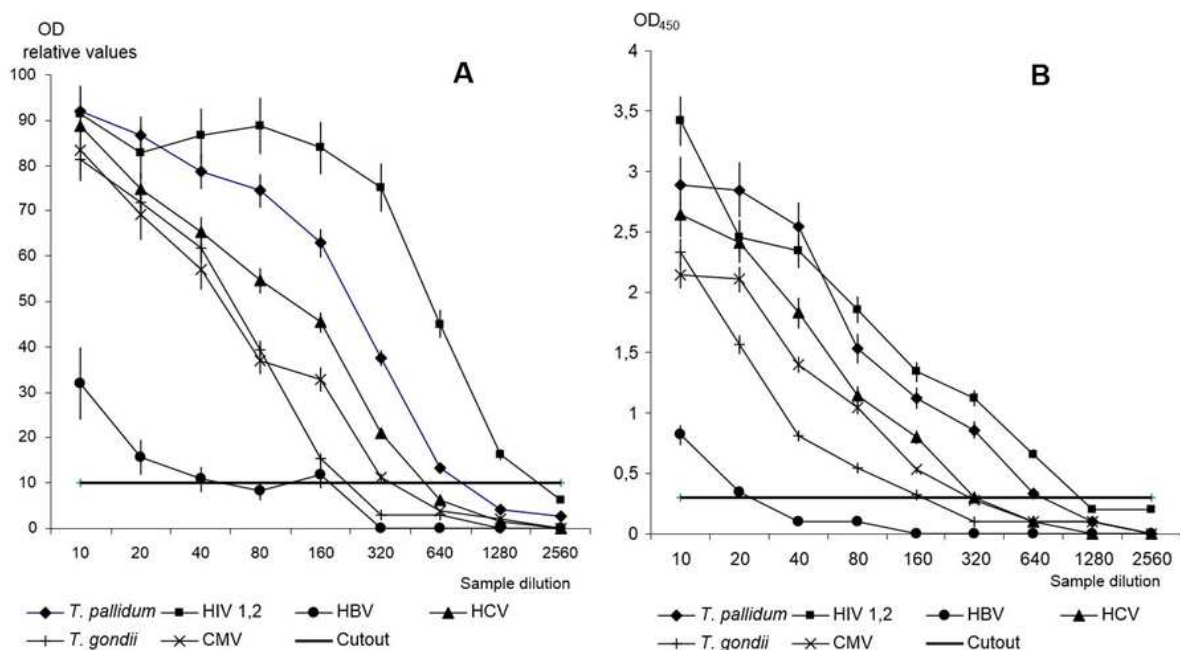 OD
relative values
A
100
90
80
70
60
50
40
30
20
10
0
10 20 40 80 160 320 640 1280 2560
Sample dilution
T. pallidum HIV 1,2 HBV HCV
T. gondii CMV Cutout
OD450
B
4
3,5
3
2,5
2
1,5
1
0,5
0
10 20 40 80 160 320 640 1280 2560
Sample dilution
T. pallidum HIV 1,2 HBV HCV
T. gondii CMV Cutout